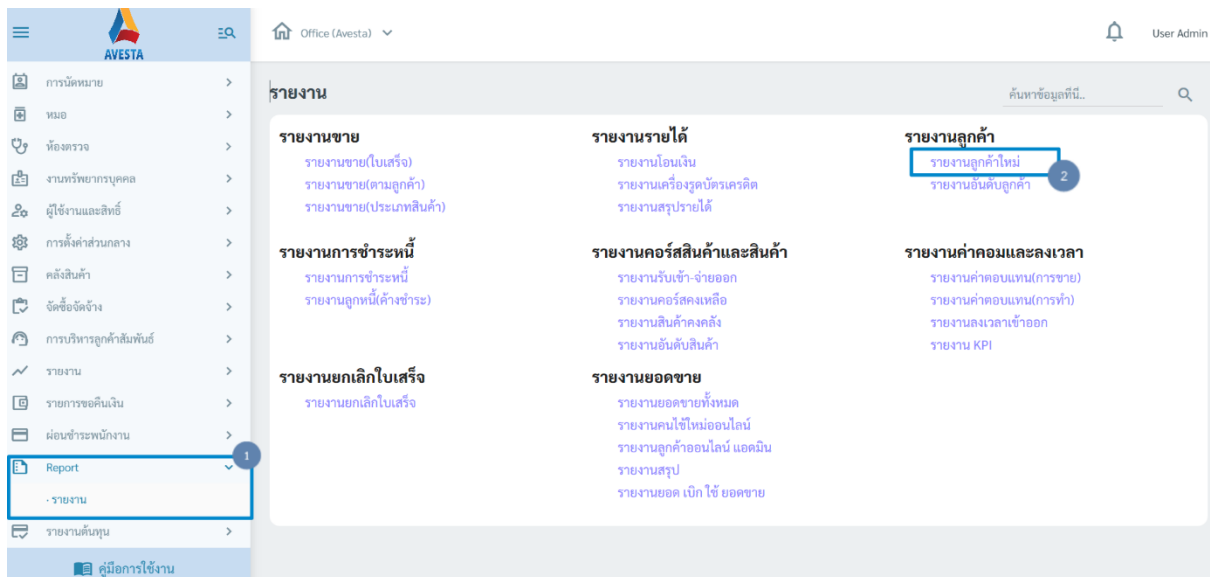 AVESTA
Office (Avesta)
User Admin
การนัดหมาย
หมอ
ห้องตรวจ
งานทรัพยากรบุคคล
ผู้ใช้งานและสิทธิ์
การตั้งค่าส่วนกลาง
คลังสินค้า
จัดซื้อจัดจ้าง
การบริหารลูกค้าสัมพันธ์
รายงาน
รายการขอคืนเงิน
ผ่อนชำระพนักงาน
1
Report
· รายงาน
รายงานต้นทุน
คู่มือการใช้งาน
รายงาน
ค้นหาข้อมูลที่นี่..
รายงานขาย
รายงานขาย(ใบเสร็จ)
รายงานขาย(ตามลูกค้า)
รายงานขาย(ประเภทสินค้า)
รายงานรายได้
รายงานโอนเงิน
รายงานเครื่องรูดบัตรเครดิต
รายงานสรุปรายได้
รายงานลูกค้า
รายงานลูกค้าใหม่
2
รายงานอันดับลูกค้า
รายงานการชำระหนี้
รายงานการชำระหนี้
รายงานลูกหนี้(ค้างชำระ)
รายงานคอร์สสินค้าและสินค้า
รายงานรับเข้า-จ่ายออก
รายงานคอร์สคงเหลือ
รายงานสินค้าคงคลัง
รายงานอันดับสินค้า
รายงานค่าคอมและลงเวลา
รายงานค่าตอบแทน(การขาย)
รายงานค่าตอบแทน(การทำ)
รายงานลงเวลาเข้าออก
รายงาน KPI
รายงานยกเลิกใบเสร็จ
รายงานยกเลิกใบเสร็จ
รายงานยอดขาย
รายงานยอดขายทั้งหมด
รายงานคนไข้ใหม่ออนไลน์
รายงานลูกค้าออนไลน์ แอดมิน
รายงานสรุป
รายงานยอด เบิก ใช้ ยอดขาย